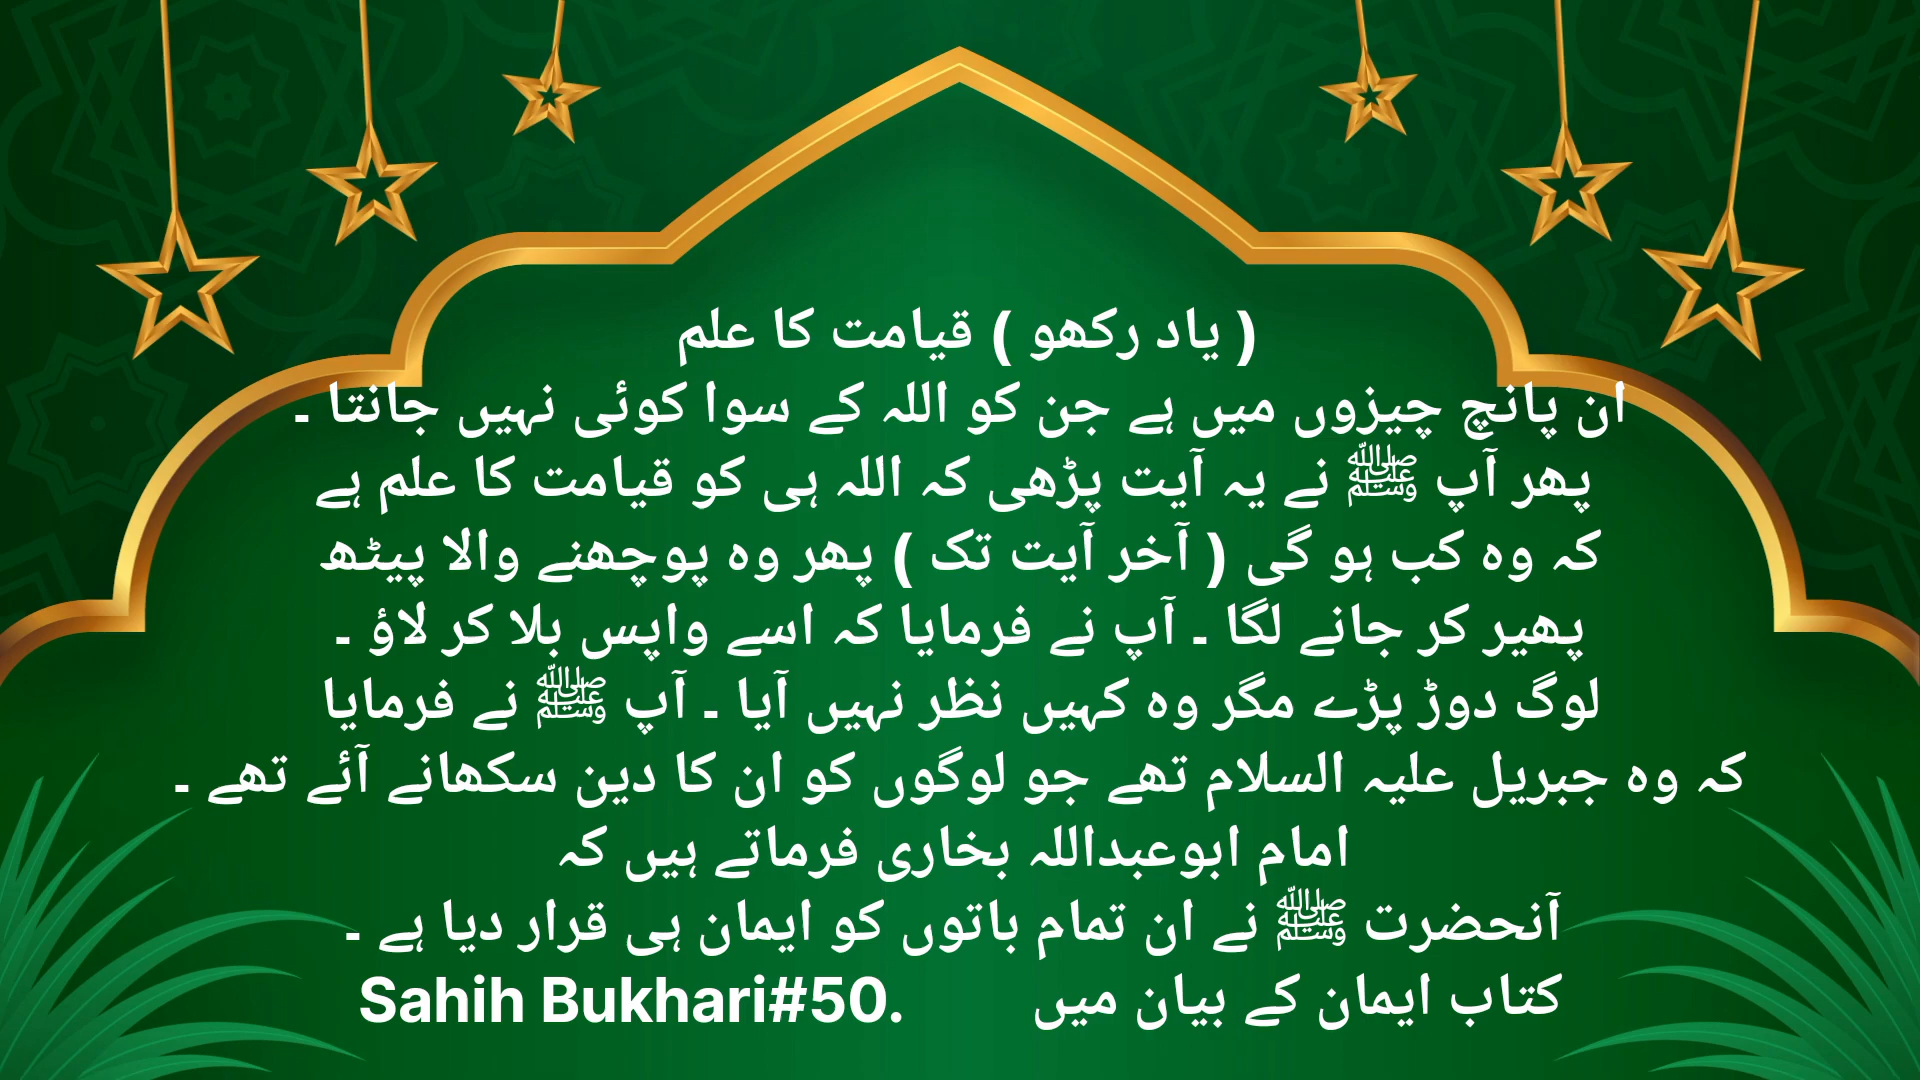 ( یاد رکھو ) قیامت کا علم
ان پانچ چیزوں میں ہے جن کو اللہ کے سوا کوئی نہیں جانتا ۔
پھر آپ ﷺ نے یہ آیت پڑھی کہ اللہ ہی کو قیامت کا علم ہے
کہ وہ کب ہو گی ( آخر آیت تک ) پھر وہ پوچھنے والا پیٹھ
پھیر کر جانے لگا ۔ آپ نے فرمایا کہ اسے واپس بلا کر لاؤ ۔
لوگ دوڑ پڑے مگر وہ کہیں نظر نہیں آیا ۔ آپ ﷺ نے فرمایا
کہ وہ جبریل علیہ السلام تھے جو لوگوں کو ان کا دین سکھانے آئے تھے ۔
امام ابوعبداللہ بخاری فرماتے ہیں کہ
آنحضرت ﷺ نے ان تمام باتوں کو ایمان ہی قرار دیا ہے ۔
کتاب ایمان کے بیان میں Sahih Bukhari#50.